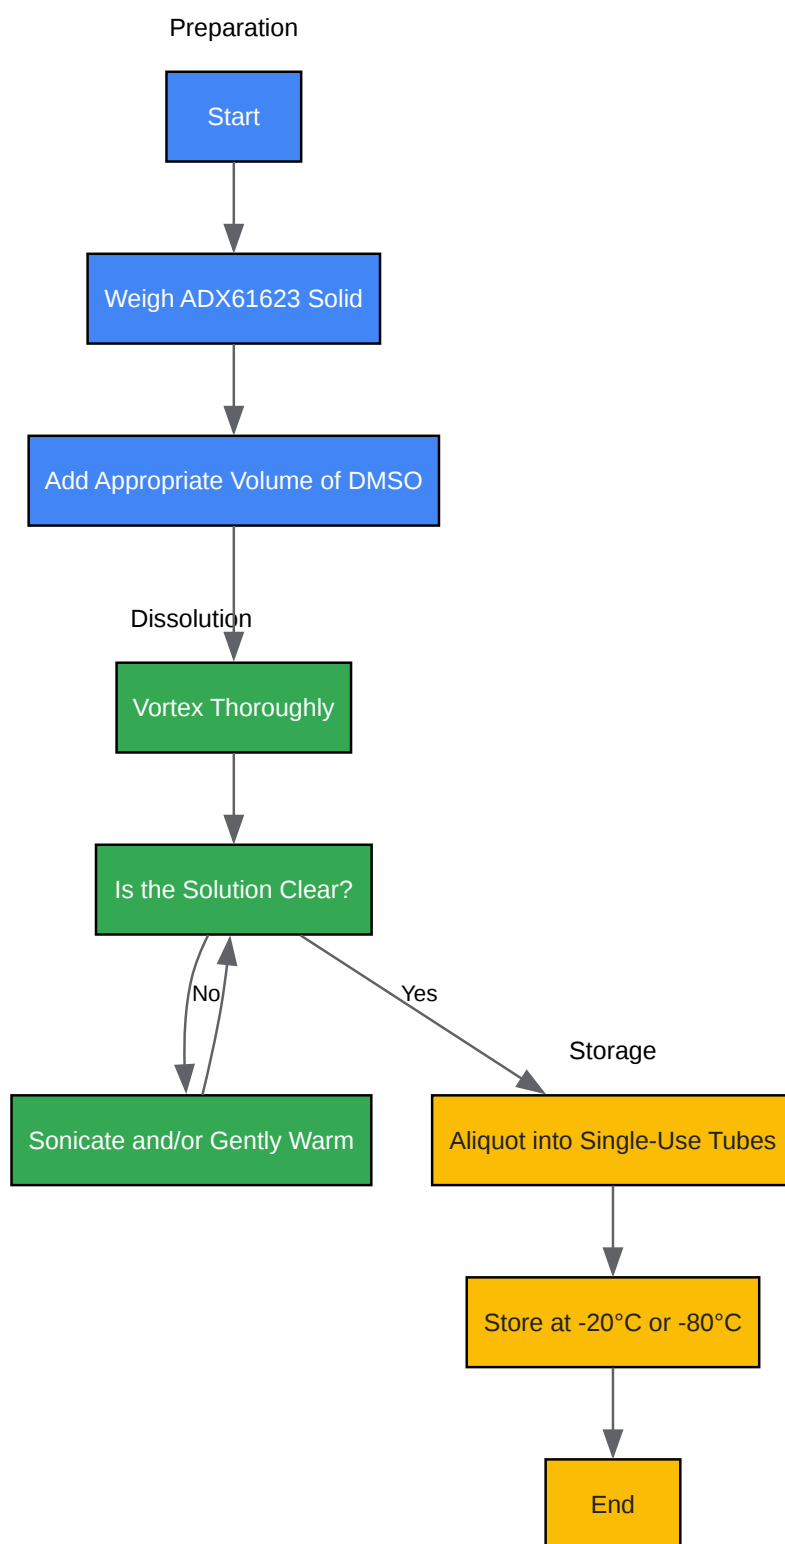 Preparation
Start
Weigh ADX61623 Solid
Add Appropriate Volume of DMSO
Dissolution
Vortex Thoroughly
Is the Solution Clear?
No
Yes
Storage
Sonicate and/or Gently Warm
Aliquot into Single-Use Tubes
Store at -20°C or -80°C
End